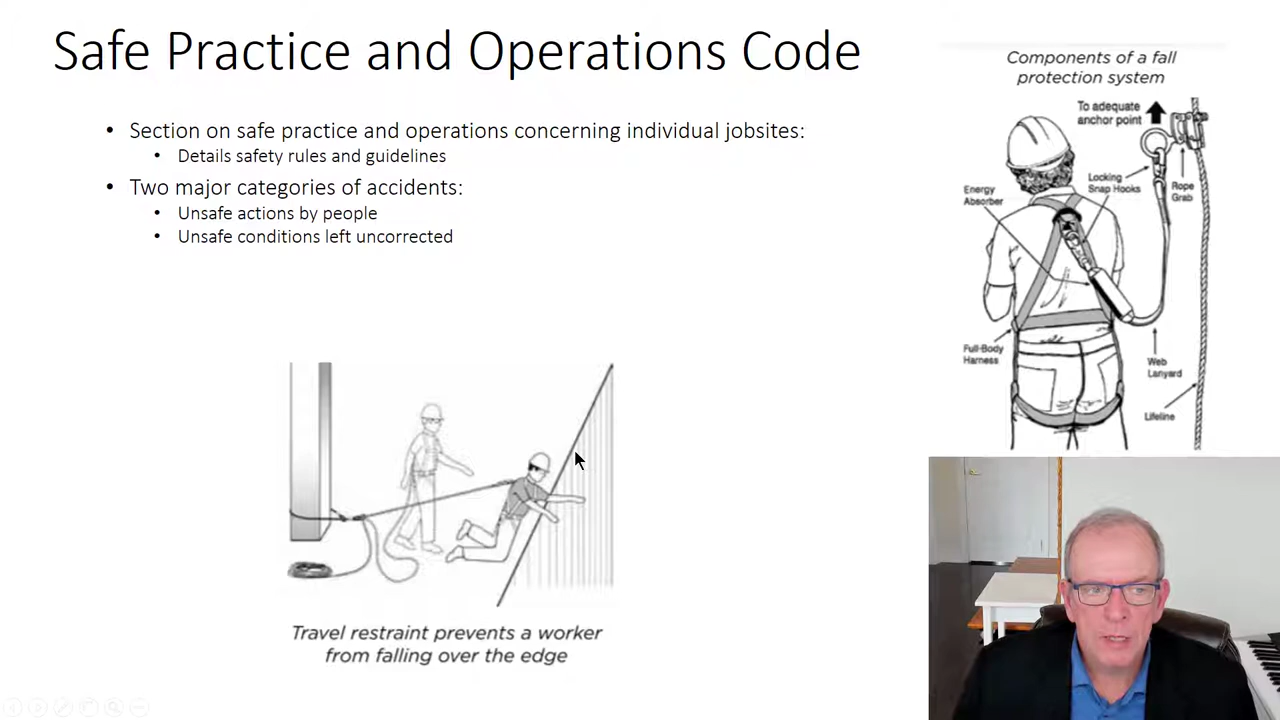 Safe Practice and Operations Code
• Section on safe practice and operations concerning individual jobsites:
• Details safety rules and guidelines
• Two major categories of accidents:
• Unsafe actions by people
• Unsafe conditions left uncorrected
Travel restraint prevents a worker
from falling over the edge
Components of a fall
protection system
To adequate
anchor point
Locking
Snap Hooks
Rope
Grab
Energy
Absorber
Full Body
Harness
Web
Lanyard
Lifeline